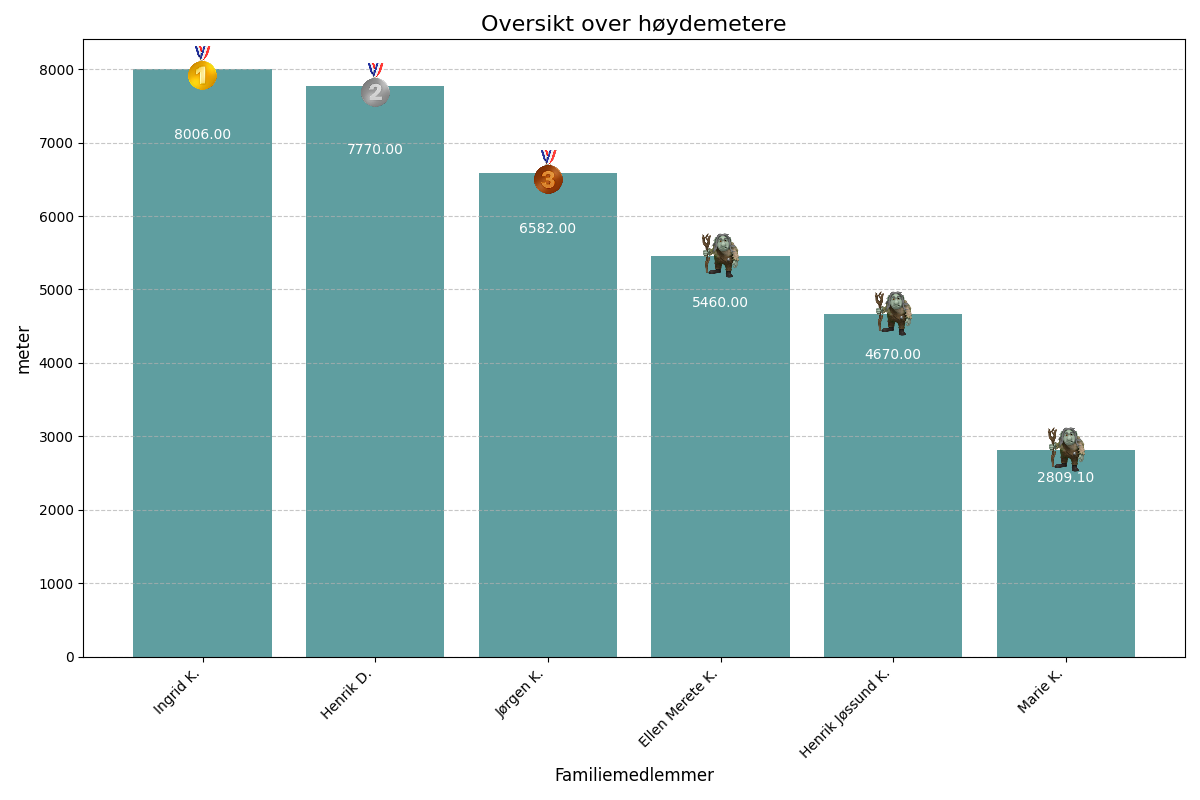 Oversikt over høydemetere
meter
8000
7000
6000
5000
4000
3000
2000
1000
0
1
2
3
8006.00
7770.00
6582.00
5460.00
4670.00
2809.10
Ingrid K.
Henrik D.
Jørgen K.
Ellen Merete K.
Henrik Jøssund K.
Marie K.
Familiemedlemmer